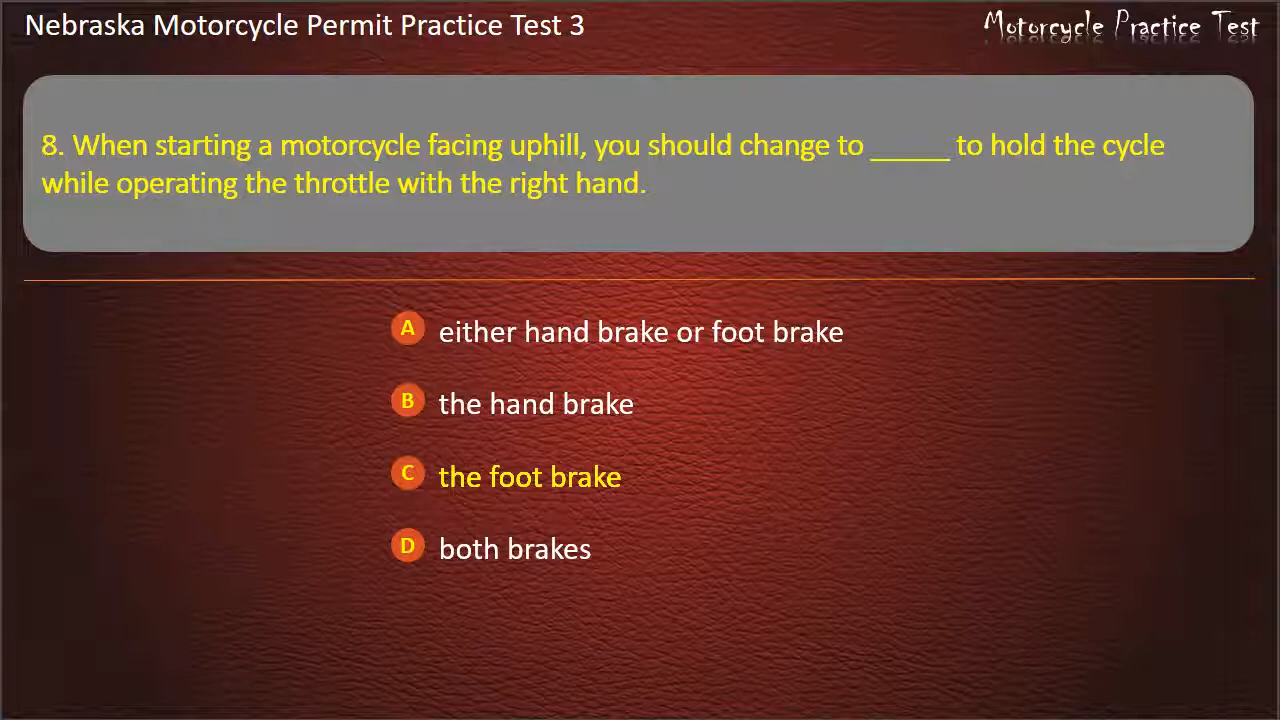 Nebraska Motorcycle Permit Practice Test 3
Motorcycle Practice Test
8. When starting a motorcycle facing uphill, you should change to _____ to hold the cycle
while operating the throttle with the right hand.
A either hand brake or foot brake
B the hand brake
C the foot brake
D both brakes